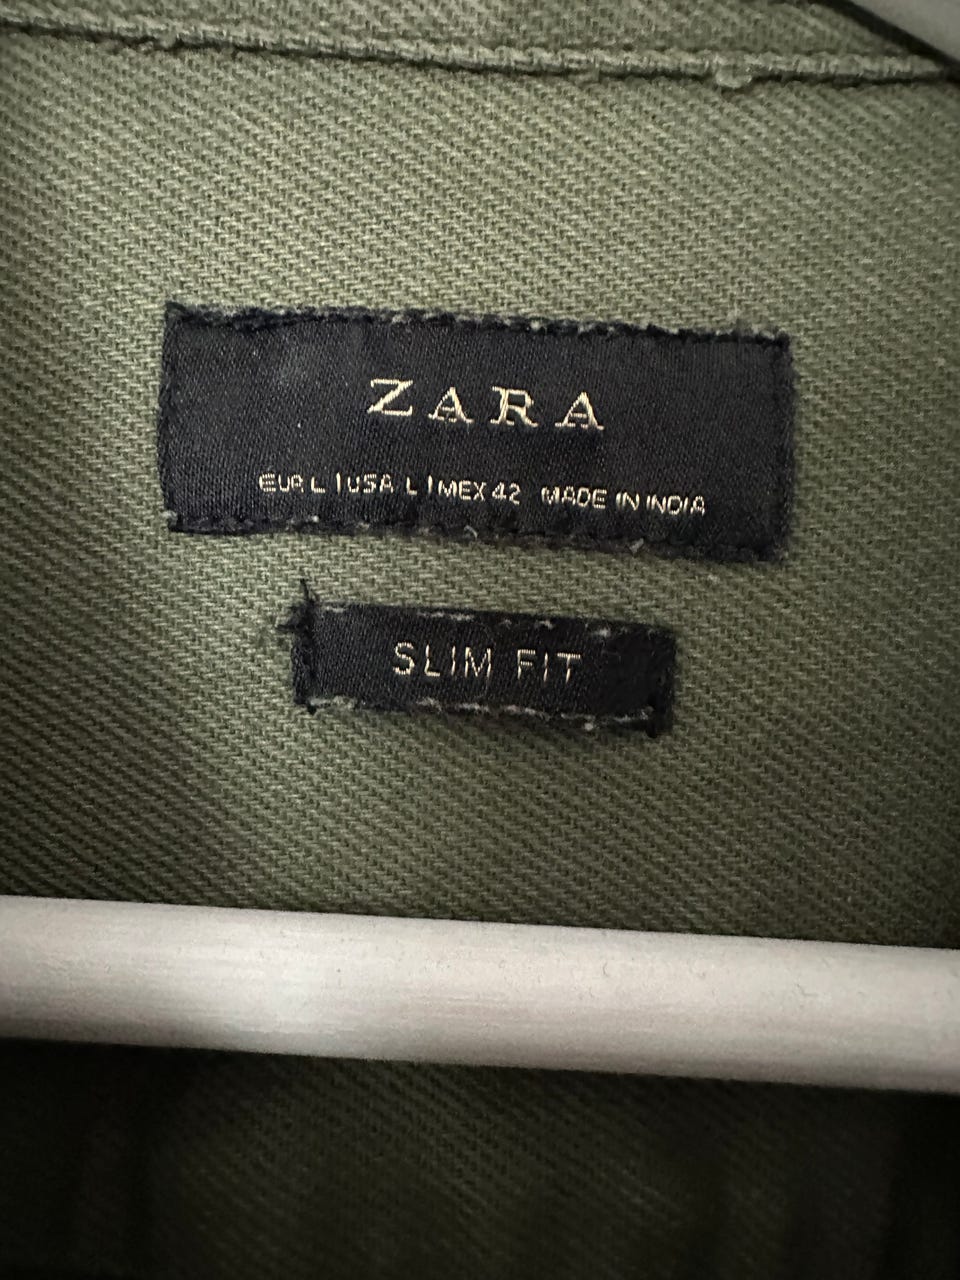 ZARA
EUR L | USA L | MEX 42 MADE IN INDIA
SLIM FIT